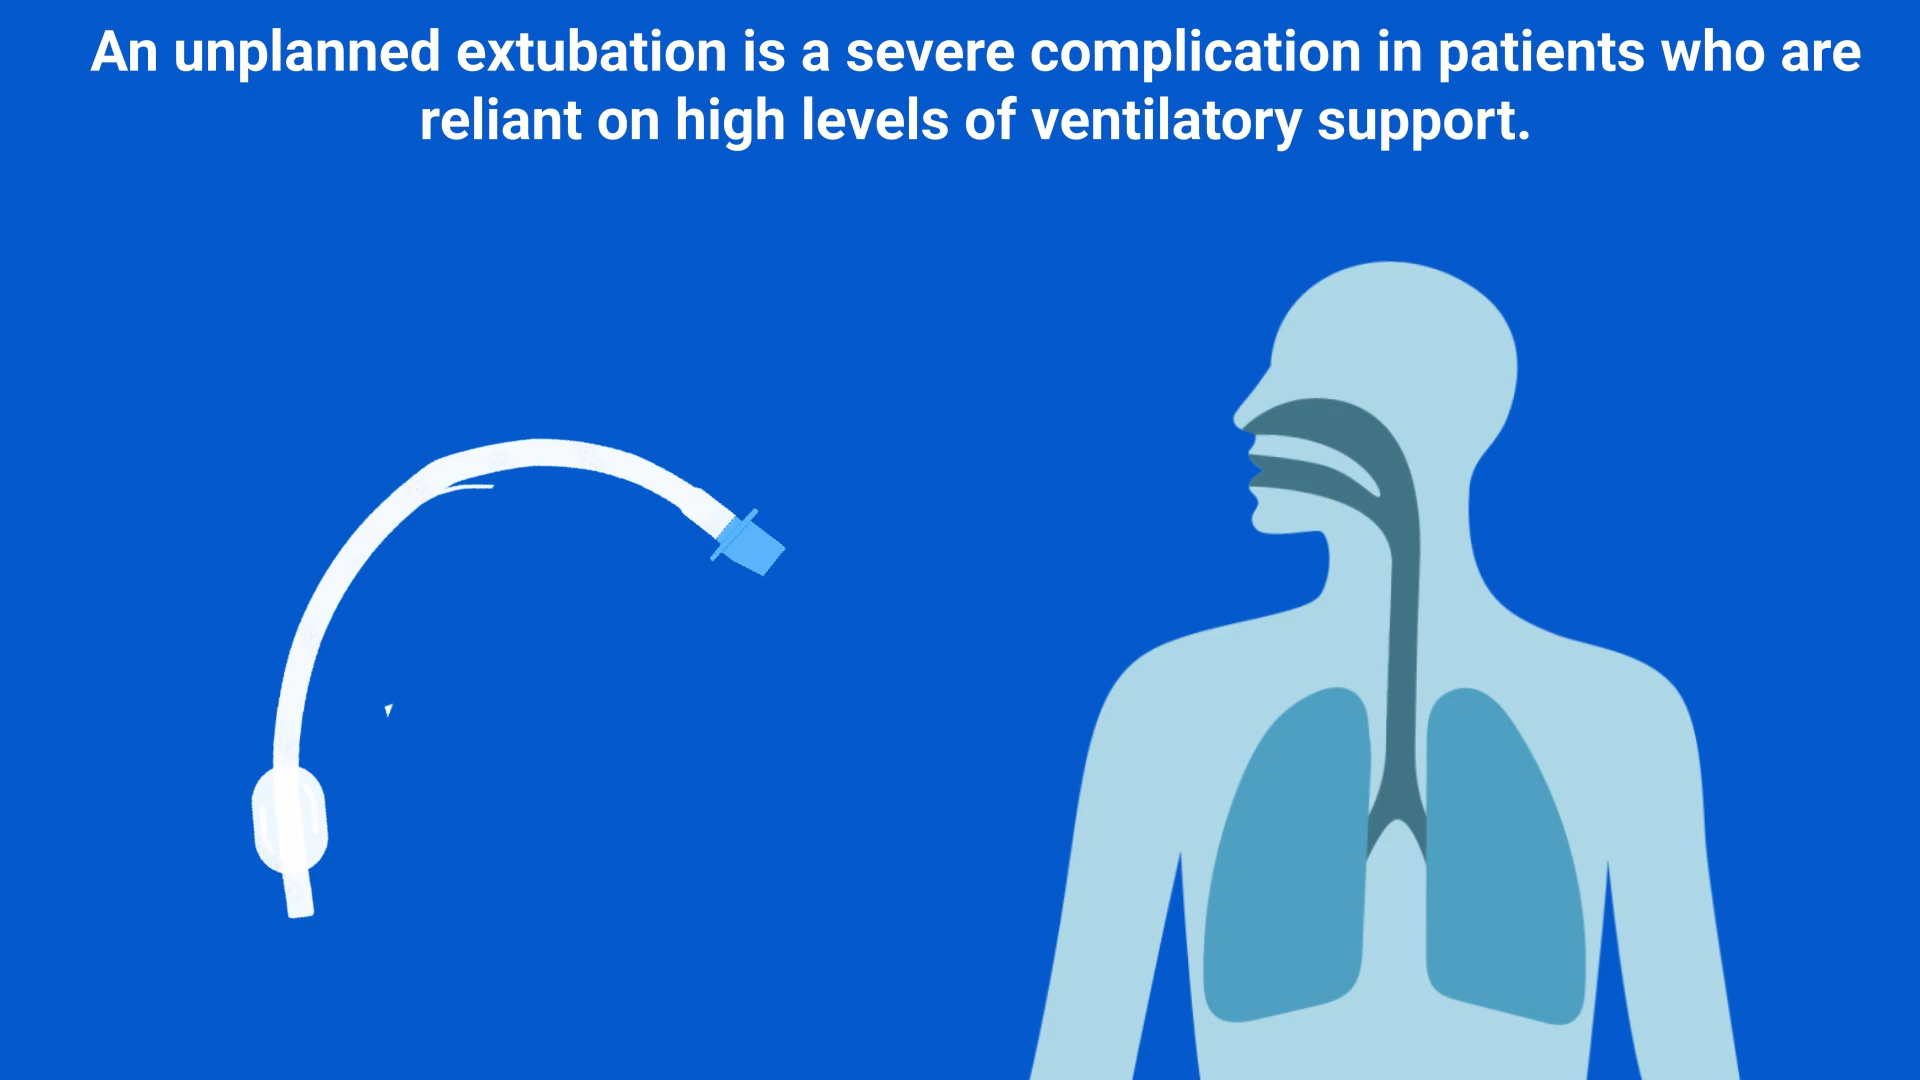 An unplanned extubation is a severe complication in patients who are
reliant on high levels of ventilatory support.